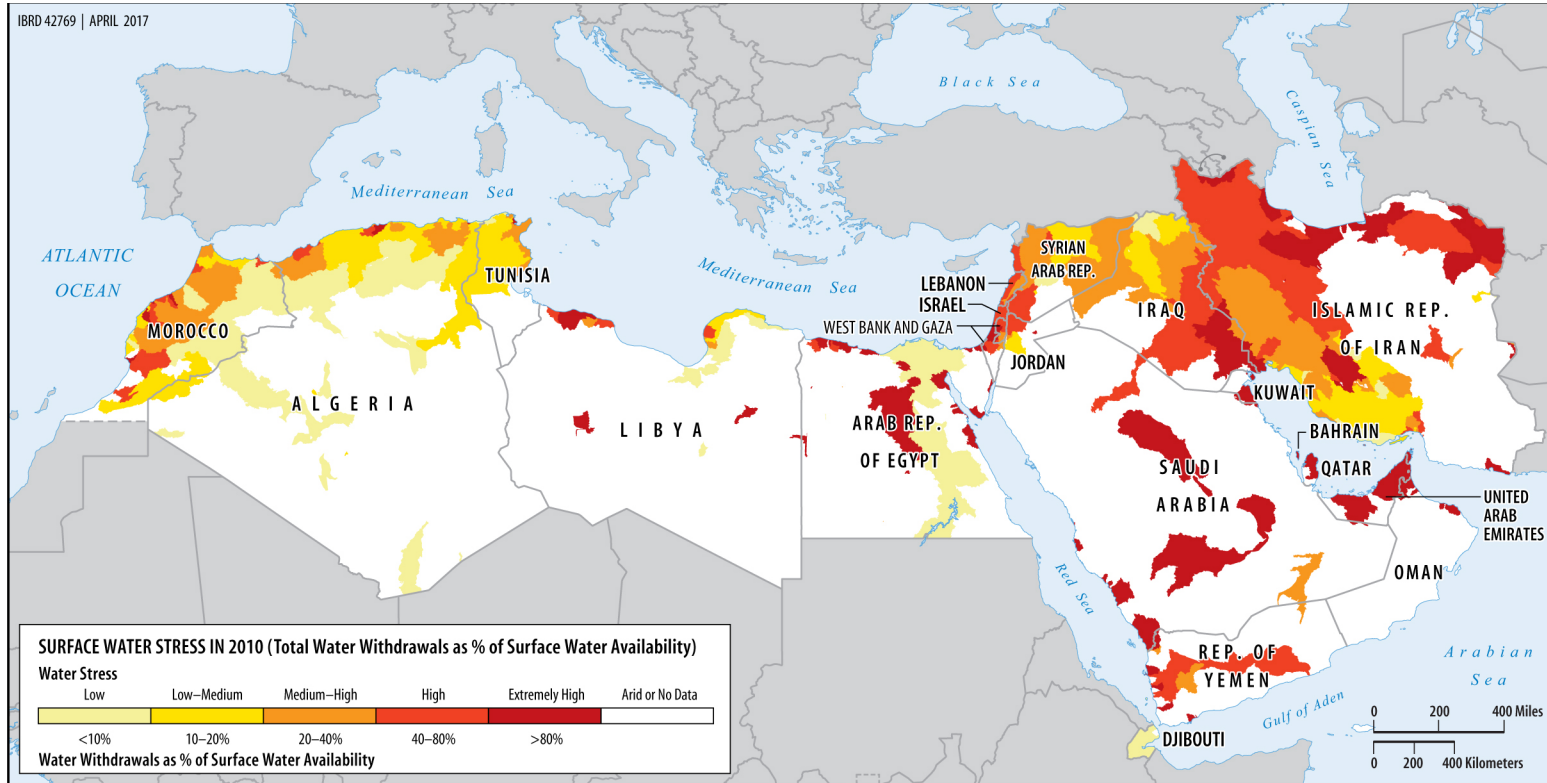 IBRD 42769 | APRIL 2017
Black Sea
Caspian Sea
Mediterranean Sea
ATLANTIC
OCEAN
TUNISIA
Mediterranean Sea
SYRIAN
ARAB REP.
LEBANON
ISRAEL
WEST BANK AND GAZA
IRAQ
ISLAMIC REP.
OF IRAN
MOROCCO
JORDAN
KUWAIT
ALGERIA
LIBYA
ARAB REP.
OF EGYPT
BAHRAIN
QATAR
SAUDI
ARABIA
UNITED
ARAB
EMIRATES
OMAN
Red Sea
REP. OF
YEMEN
Arabian
Sea
Gulf of Aden
DJIBOUTI
SURFACE WATER STRESS IN 2010 (Total Water Withdrawals as % of Surface Water Availability)
Water Stress
Low Low–Medium Medium–High High Extremely High Arid or No Data
<10% 10–20% 20–40% 40–80% >80%
Water Withdrawals as % of Surface Water Availability
0 200 400 Miles
0 200 400 Kilometers